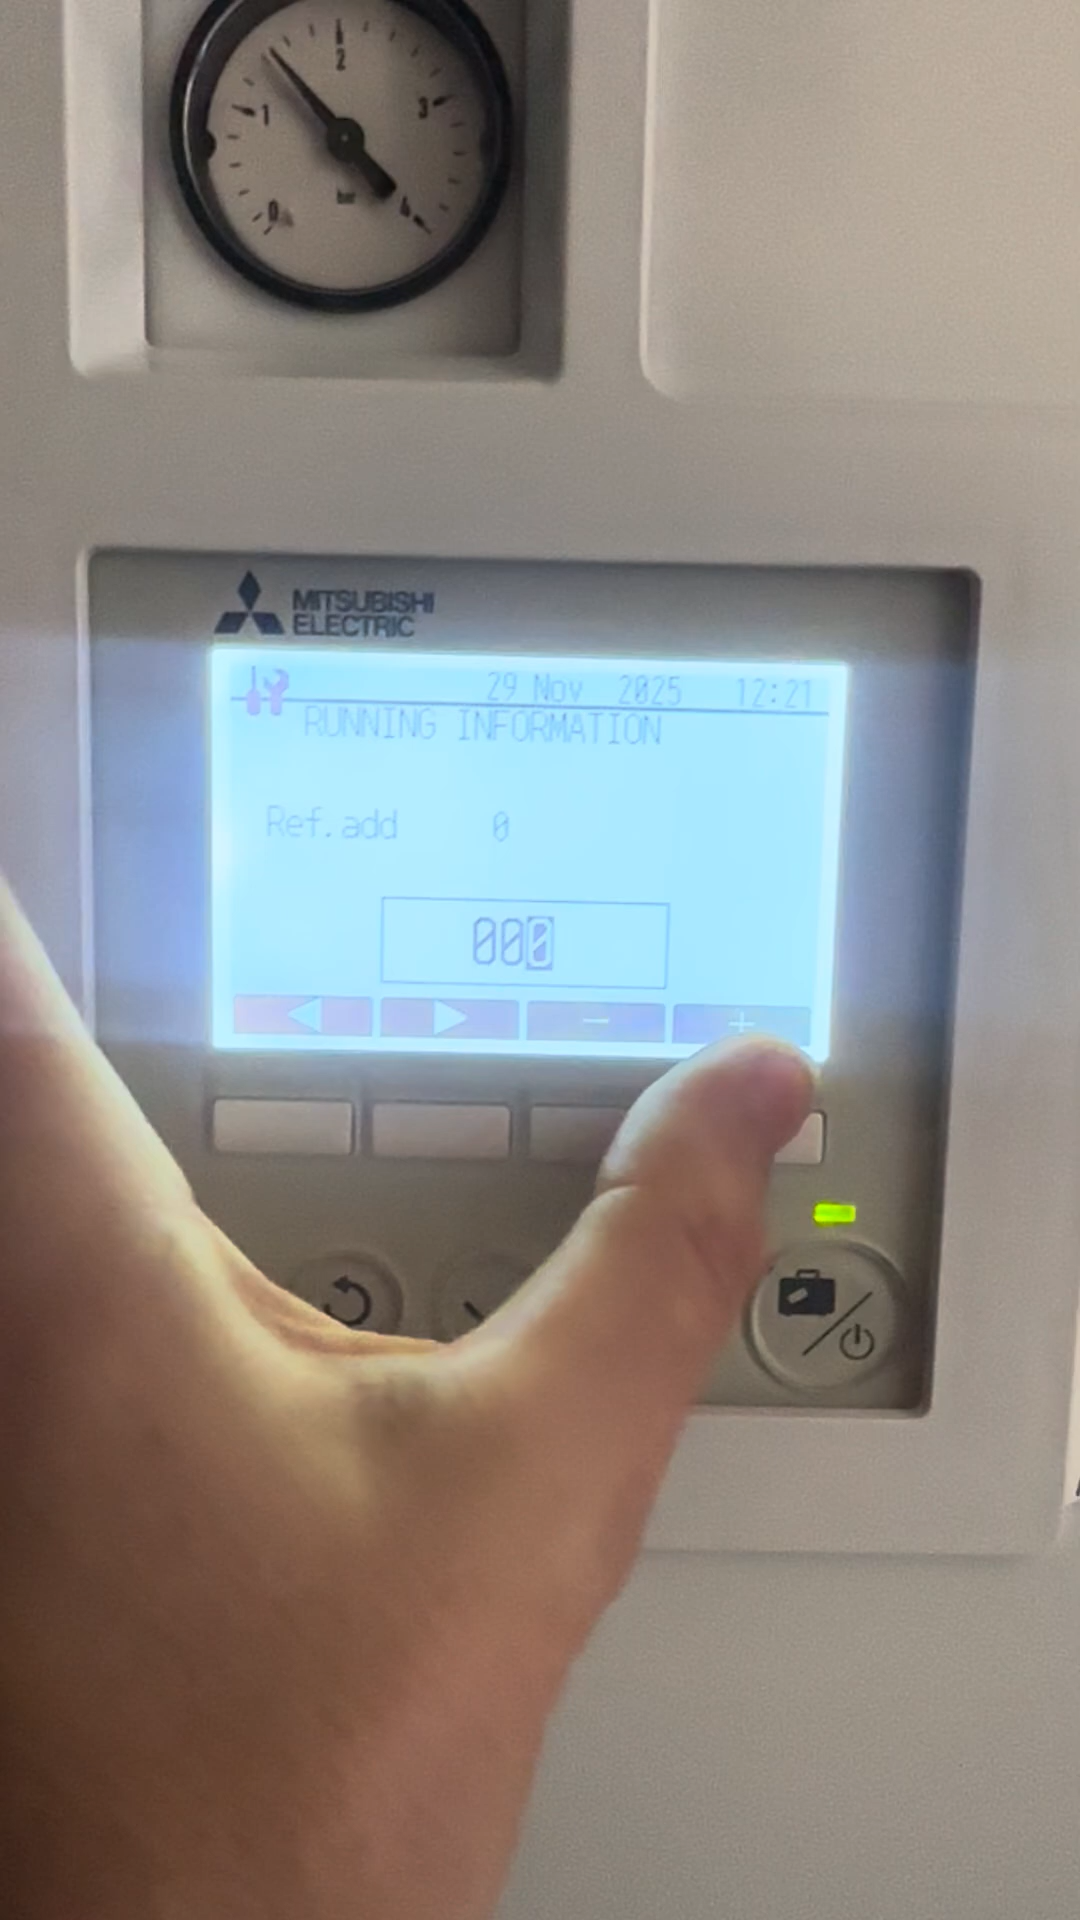 2
1
3
bar
0
4
MITSUBISHI
ELECTRIC
29 Nov 2025 12:21
RUNNING INFORMATION
Ref.add 0
000
− +